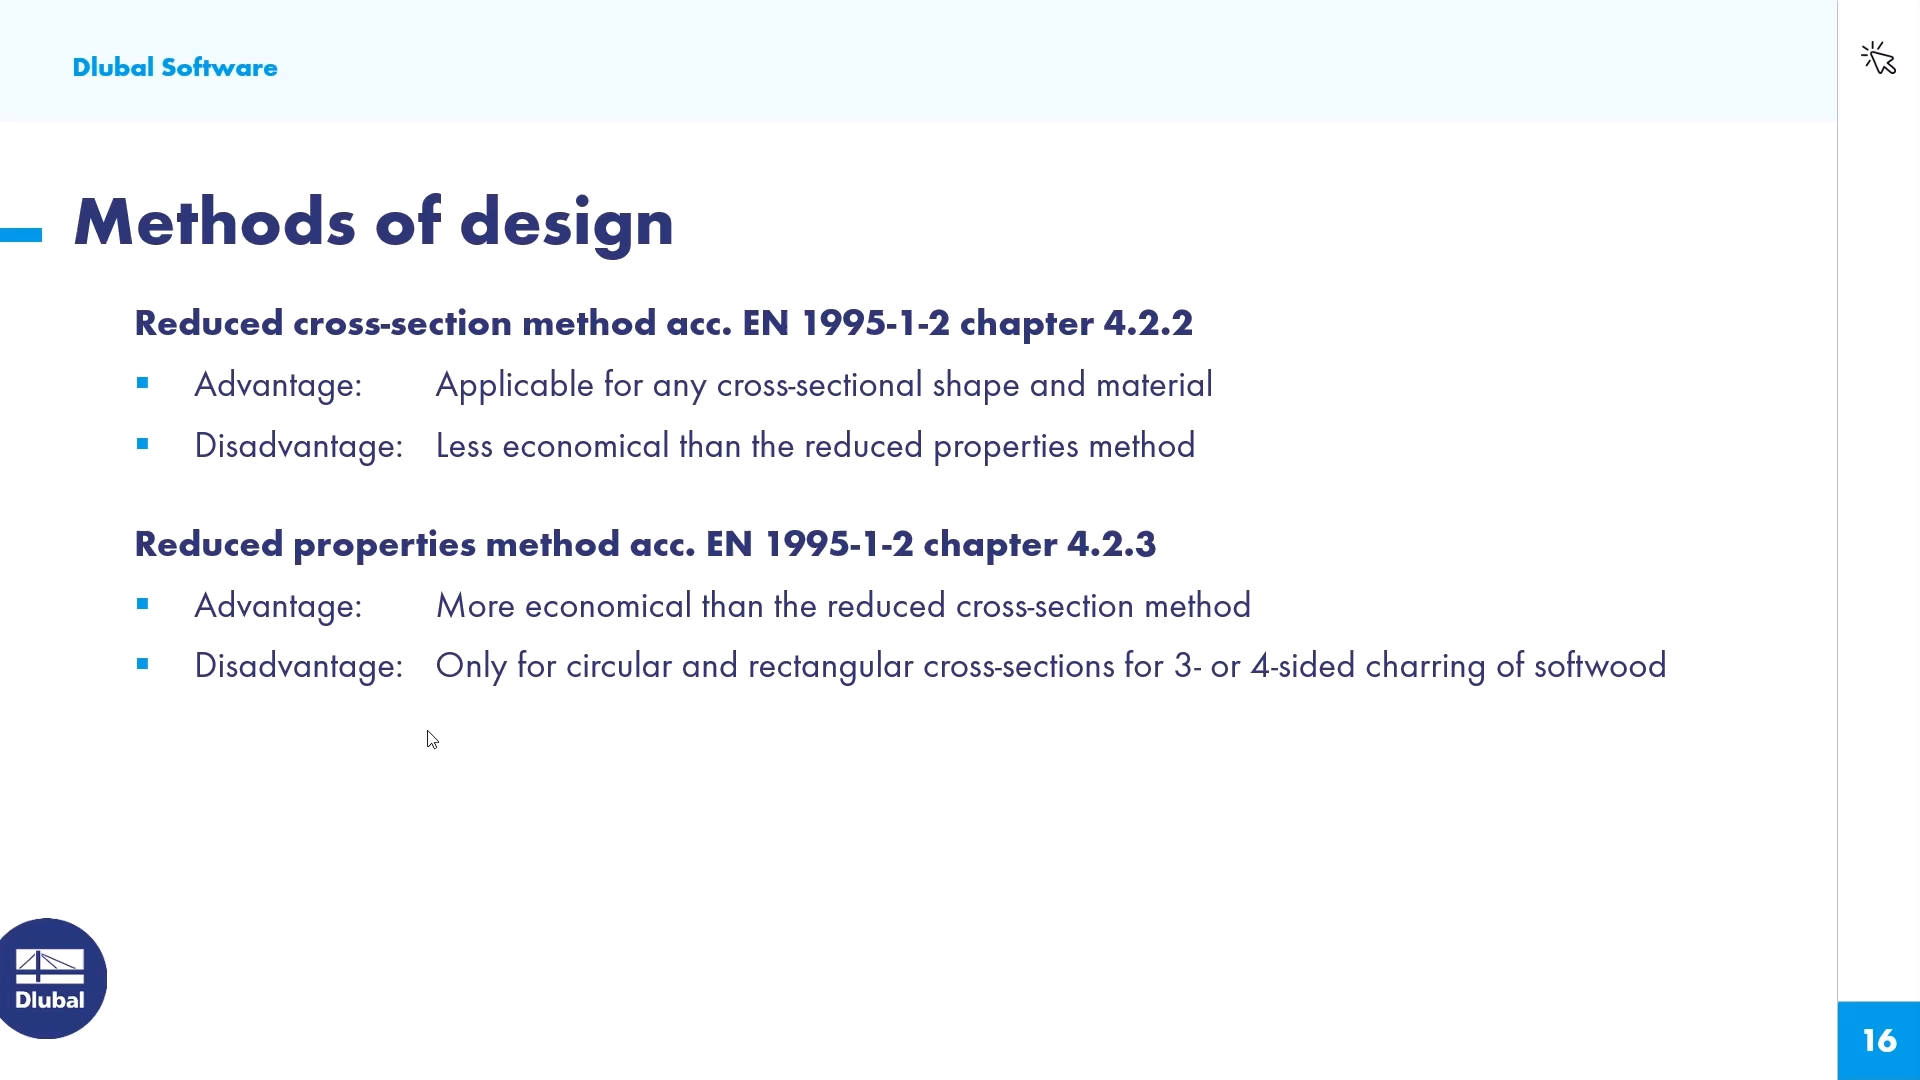 Dlubal Software
Methods of design
Reduced cross-section method acc. EN 1995-1-2 chapter 4.2.2
Advantage: Applicable for any cross-sectional shape and material
Disadvantage: Less economical than the reduced properties method
Reduced properties method acc. EN 1995-1-2 chapter 4.2.3
Advantage: More economical than the reduced cross-section method
Disadvantage: Only for circular and rectangular cross-sections for 3- or 4-sided charring of softwood
Dlubal
16